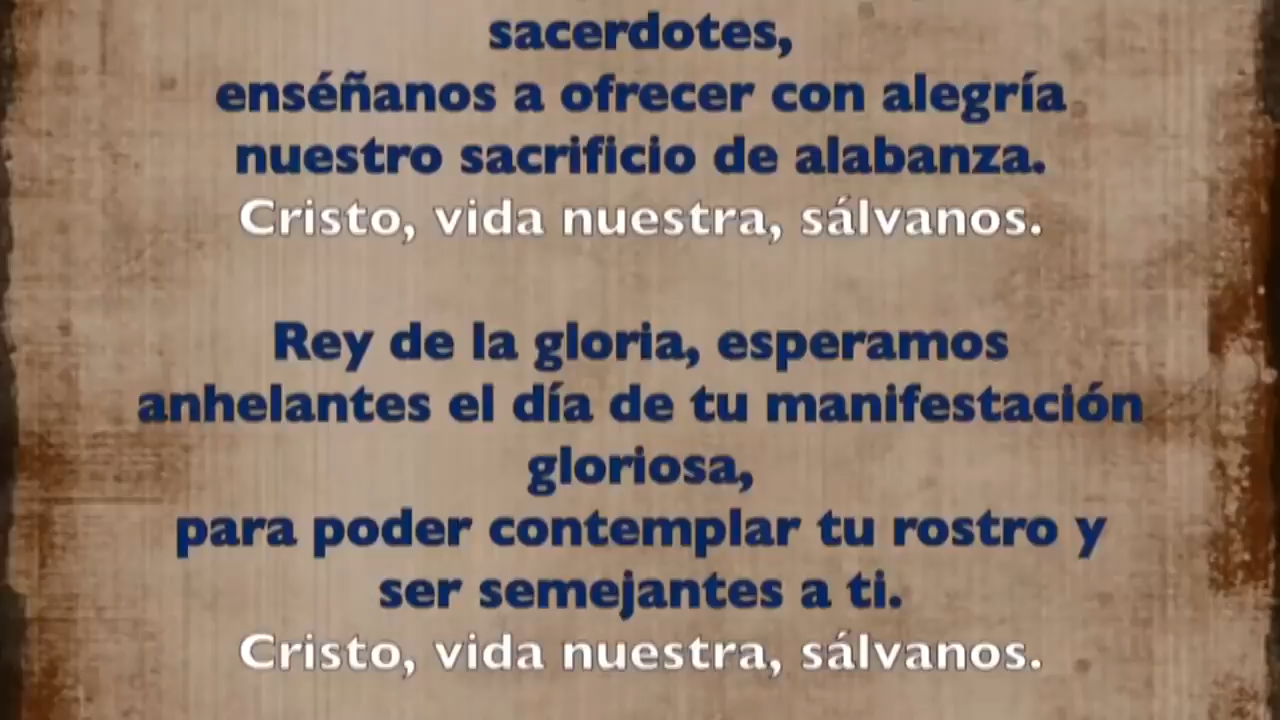 sacerdotes,
enséñanos a ofrecer con alegría
nuestro sacrificio de alabanza.
Cristo, vida nuestra, sálvanos.
Rey de la gloria, esperamos
anhelantes el día de tu manifestación
gloriosa,
para poder contemplar tu rostro y
ser semejantes a ti.
Cristo, vida nuestra, sálvanos.